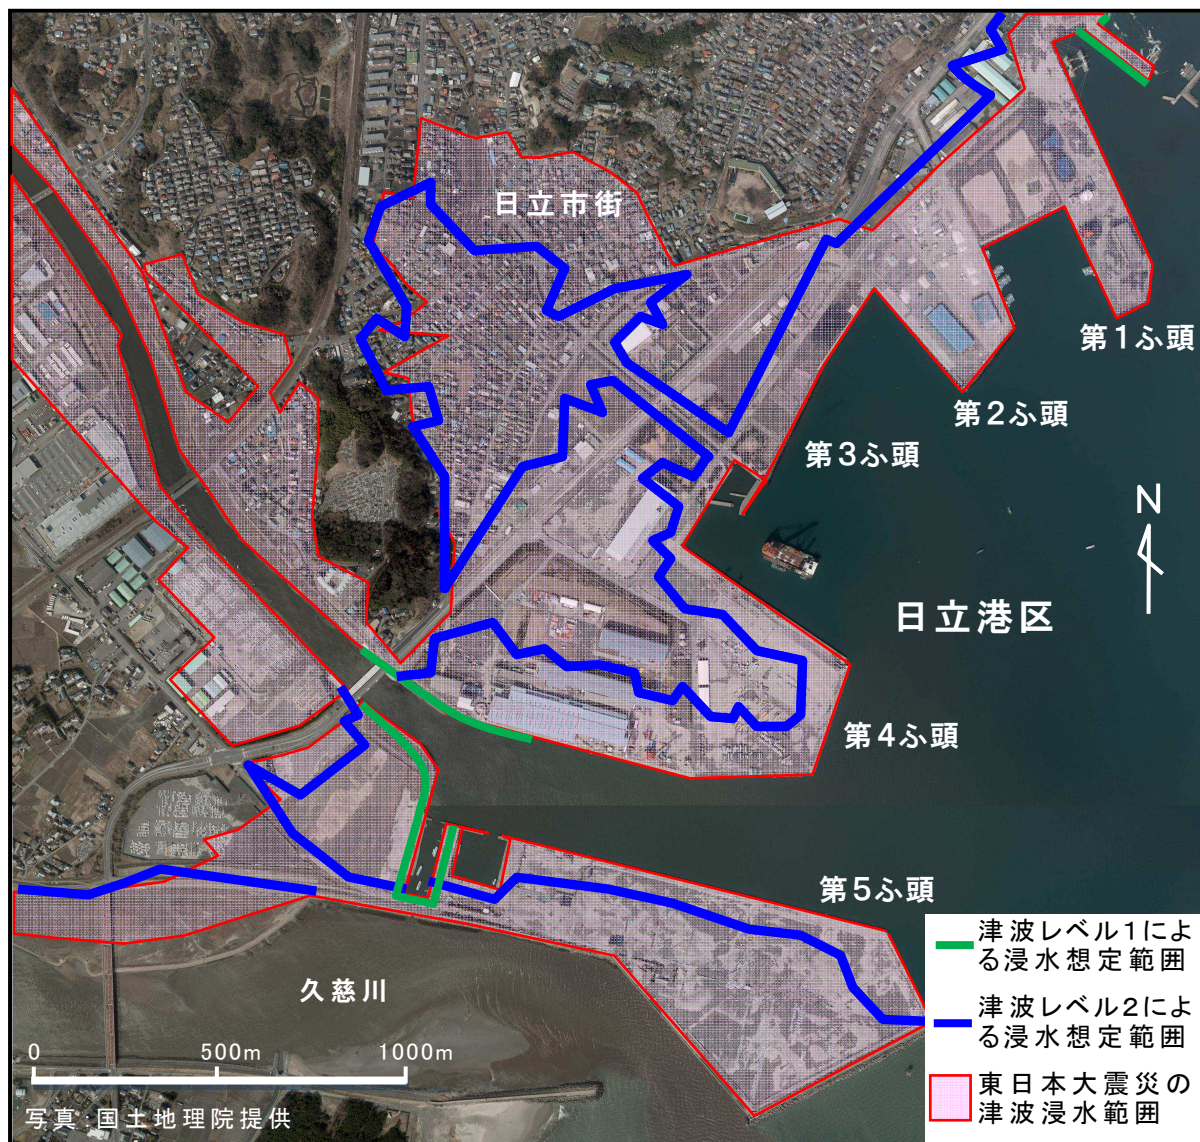 日立市街
第1ふ頭
第2ふ頭
第3ふ頭
N
日立港区
第4ふ頭
第5ふ頭
久慈川
津波レベル1によ
る浸水想定範囲
津波レベル2によ
る浸水想定範囲
東日本大震災の
津波浸水範囲
0 500m 1000m
写真:国土地理院提供